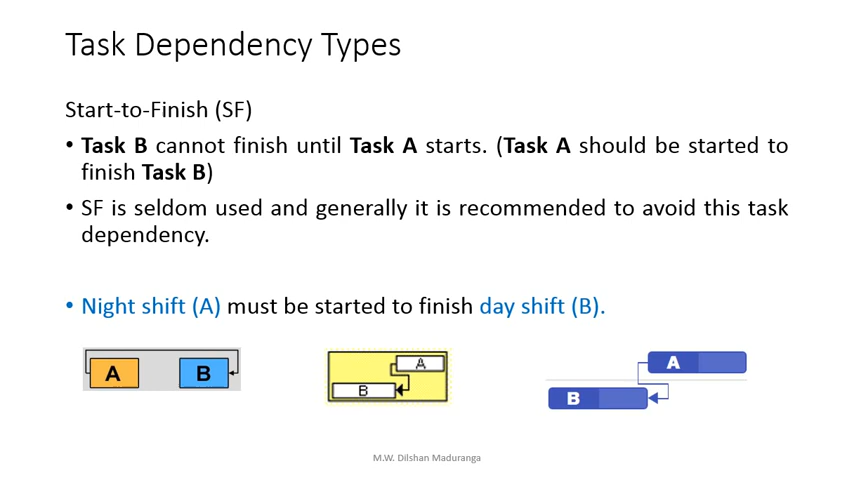 Task Dependency Types
Start-to-Finish (SF)
• Task B cannot finish until Task A starts. (Task A should be started to
finish Task B)
• SF is seldom used and generally it is recommended to avoid this task
dependency.
• Night shift (A) must be started to finish day shift (B).
A B
A
B
A
B
M.W. Dilshan Maduranga